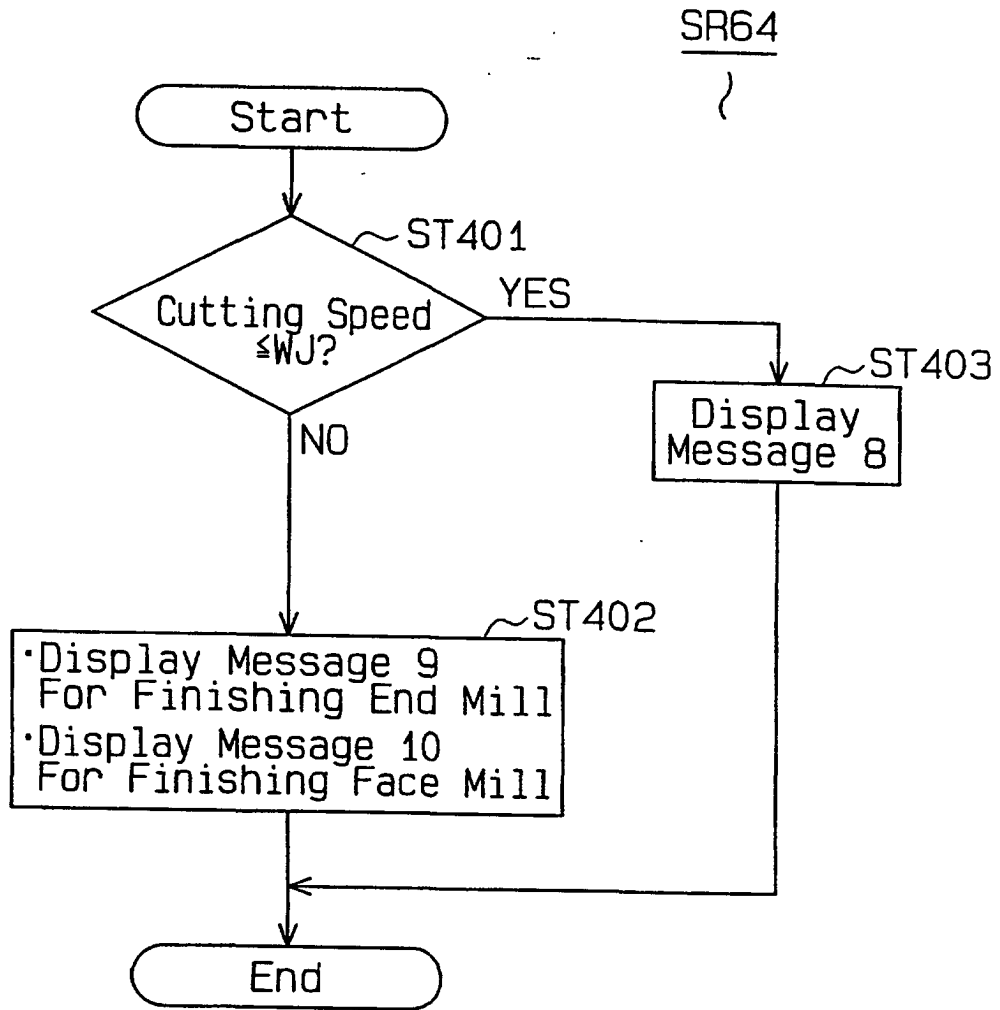 SR64
Start
ST401
Cutting Speed
≦WJ?
YES
NO
ST403
Display
Message 8
ST402
·Display Message 9
For Finishing End Mill
·Display Message 10
For Finishing Face Mill
End